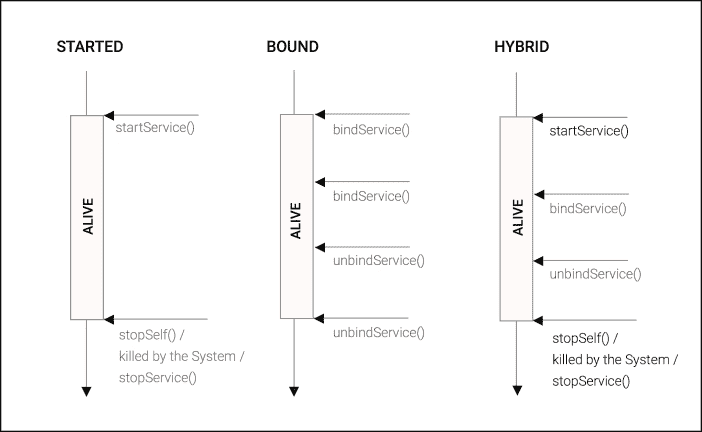 STARTED
startService()
ALIVE
stopSelf() /
killed by the System /
stopService()
BOUND
bindService()
bindService()
ALIVE
unbindService()
unbindService()
HYBRID
startService()
bindService()
ALIVE
unbindService()
stopSelf() /
killed by the System /
stopService()